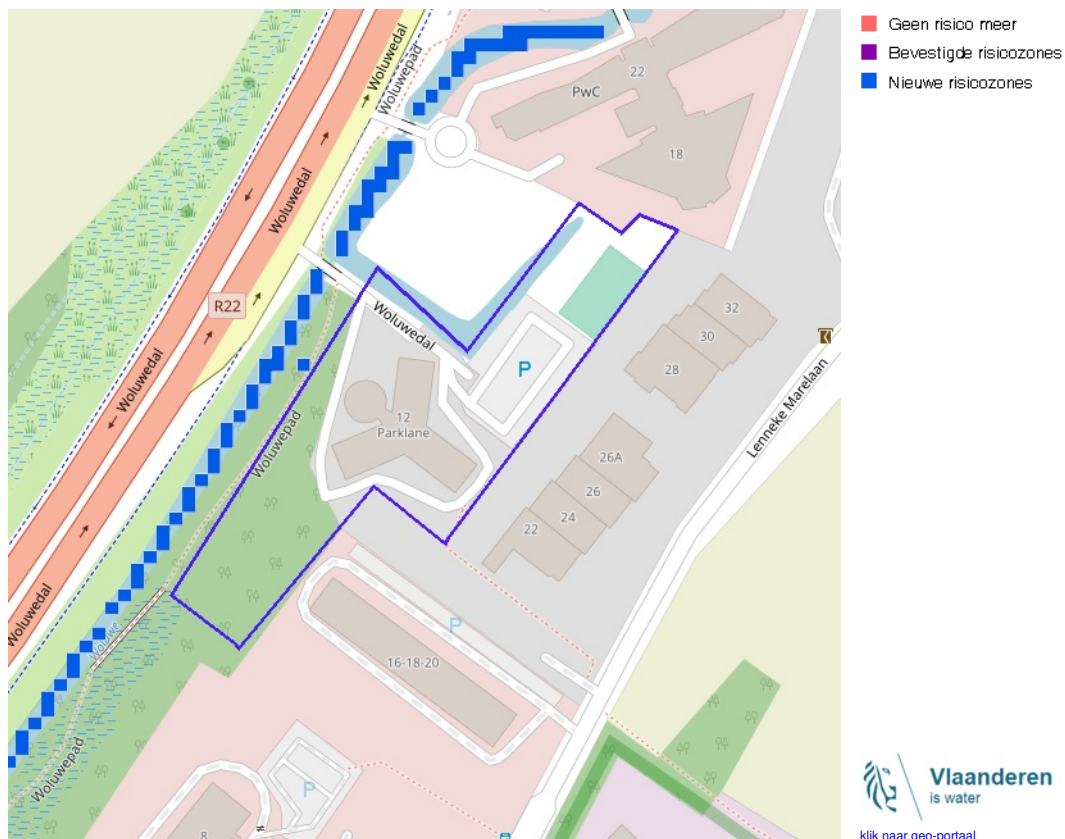 Geen risico meer
Bevestigde risicozones
Nieuwe risicozones
Woluwedal
Woluwepad
22
PwC
18
Woluwedal
R22
Woluwedal
32
30
28
Woluwedal
P
12
Parklane
Lenneke Marelaan
Woluwepad
26A
26
24
22
Woluwedal
Woluwe
P
16-18-20
Woluwepad
P
8
Vlaanderen
is water
klik naar geo-portaal